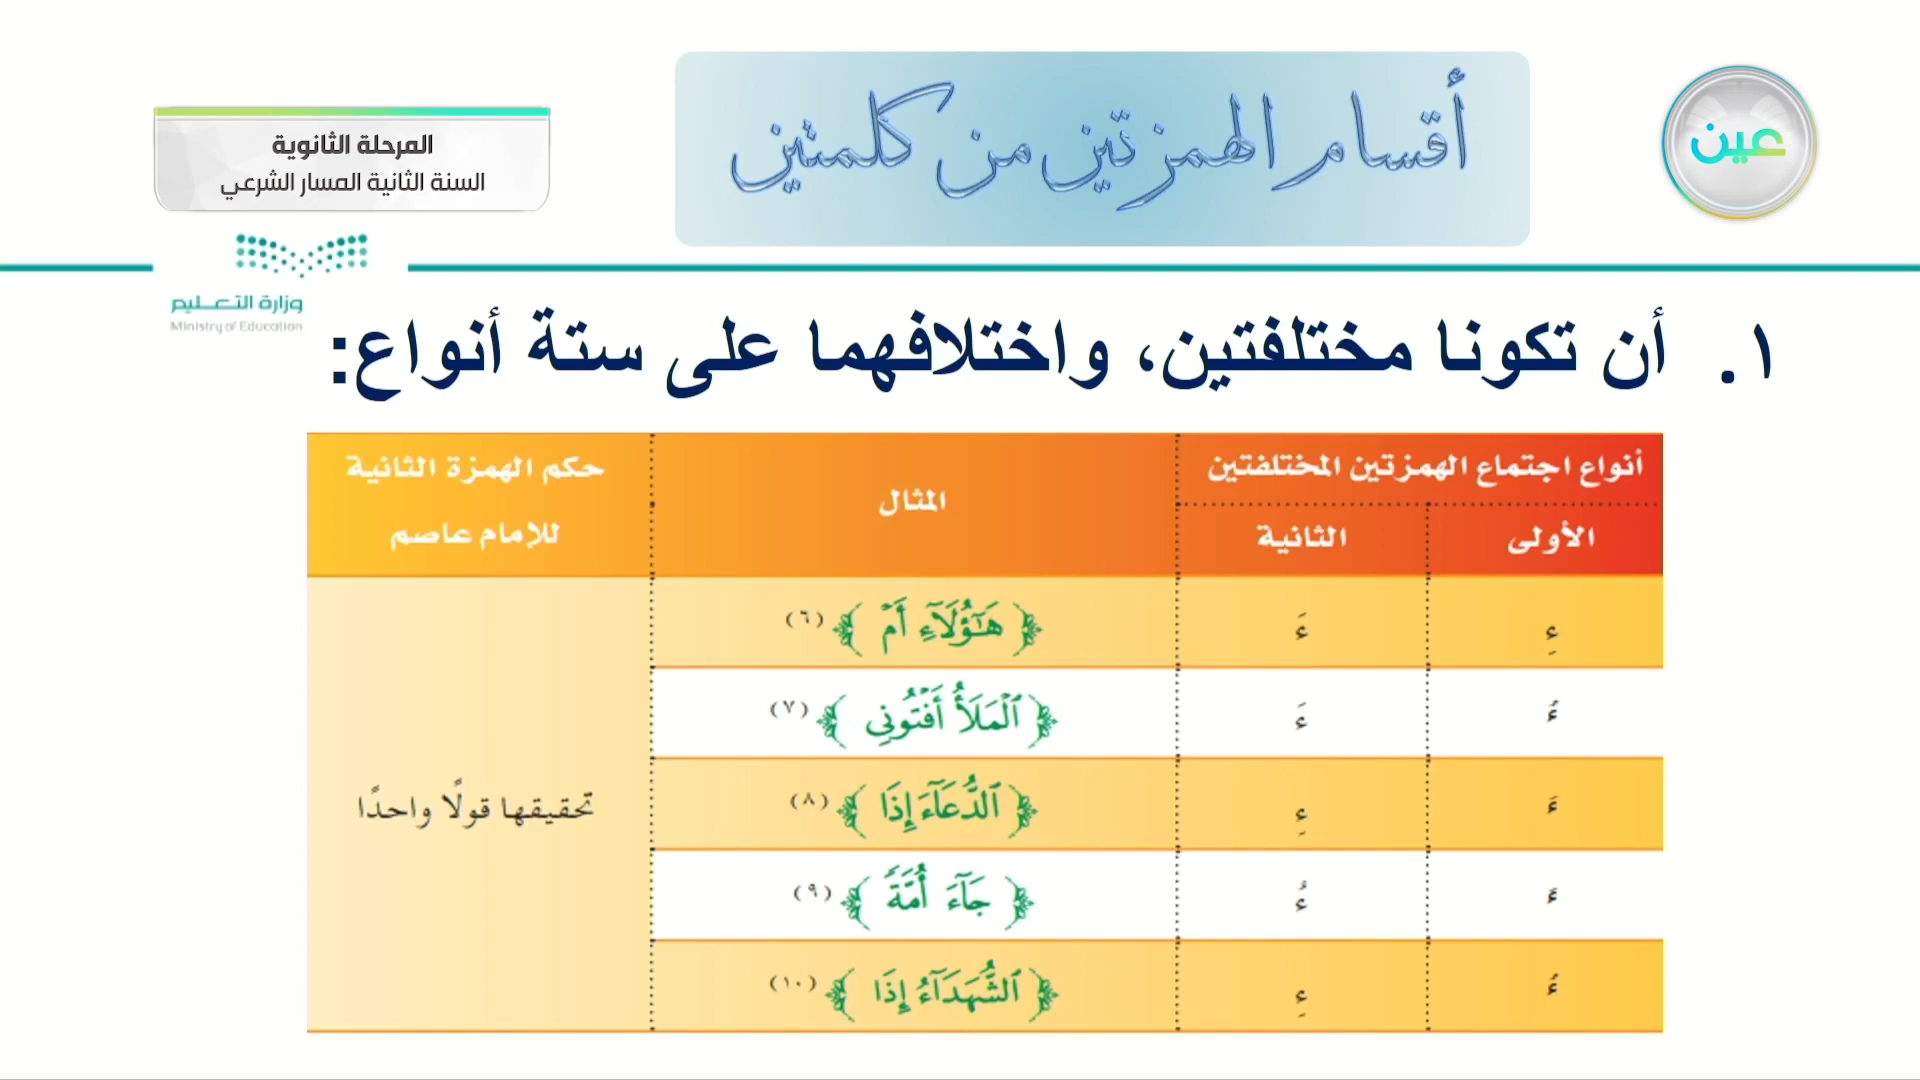 أقسام الهمزتين من كلمتين
عين
المرحلة الثانوية
السنة الثانية المسار الشرعي
وزارة التعليم
Ministry of Education
١. أن تكونا مختلفتين، واختلافهما على ستة أنواع:
أنواع اجتماع الهمزتين المختلفتين
المثال
حكم الهمزة الثانية
للإمام عاصم
الأولى
الثانية
ءِ ءَ ﴿هَٰٓؤُلَآءِ أَمۡ﴾ (٦)
ءُ ءَ ﴿ٱلۡمَلَأُ أَفۡتُونِي﴾ (٧)
ءَ ءِ ﴿ٱلدُّعَآءَ إِذَا﴾ (٨)
تحقيقها قولًا واحدًا
ءَ ءُ ﴿جَآءَ أُمَّةٗ﴾ (٩)
ءُ ءِ ﴿ٱلشُّهَدَآءُ إِذَا﴾ (١٠)